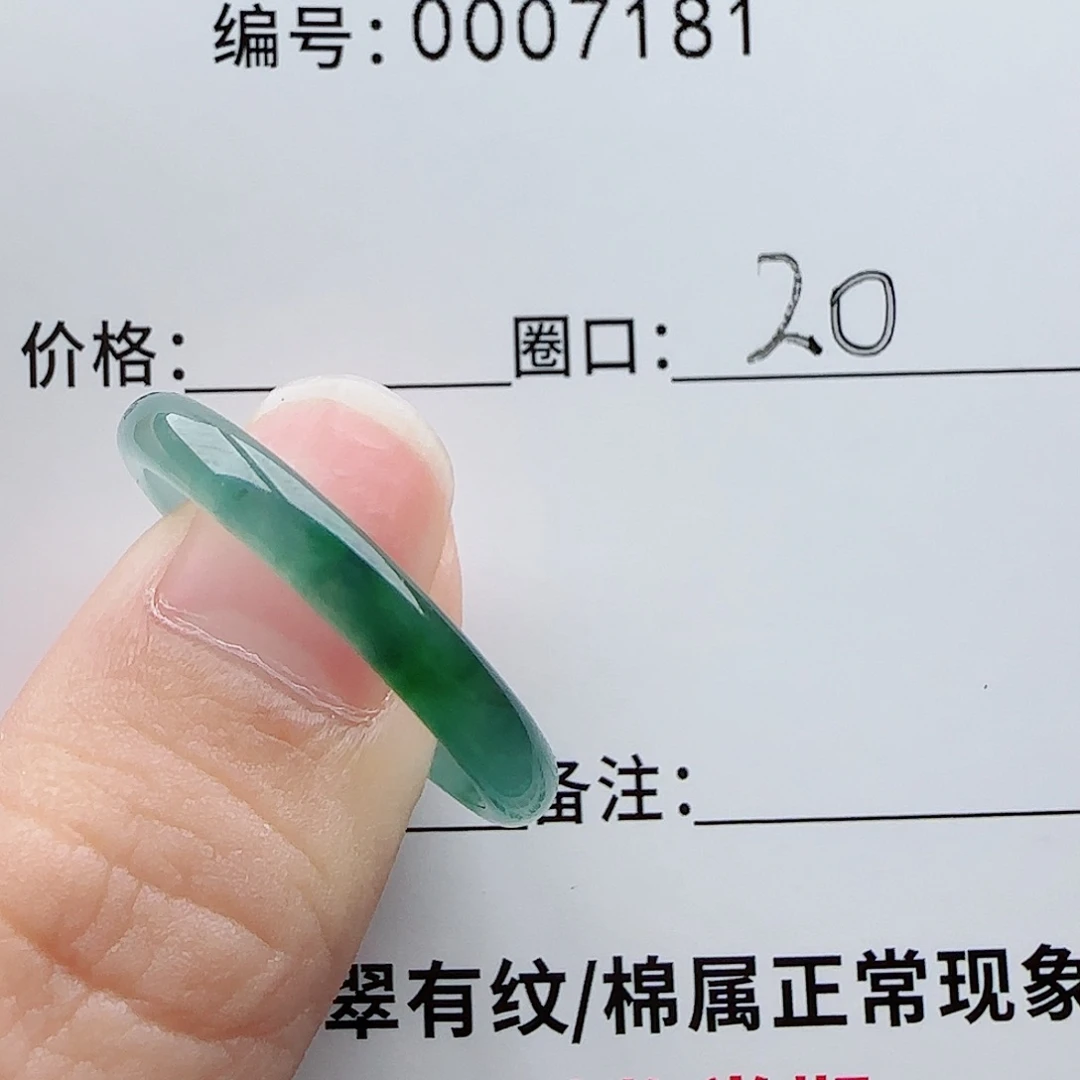 编号：0007181
价格： 圈口：20
备注：
翠有纹/棉属正常现象